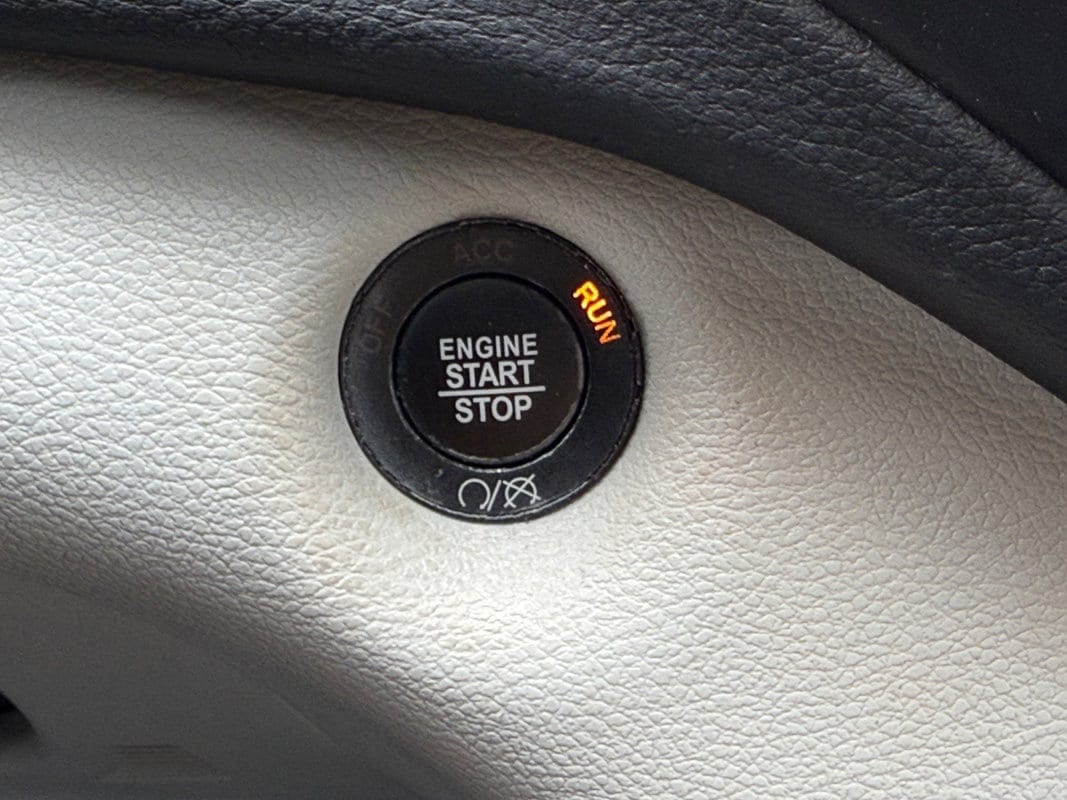 ACC
OFF
RUN
ENGINE
START
STOP